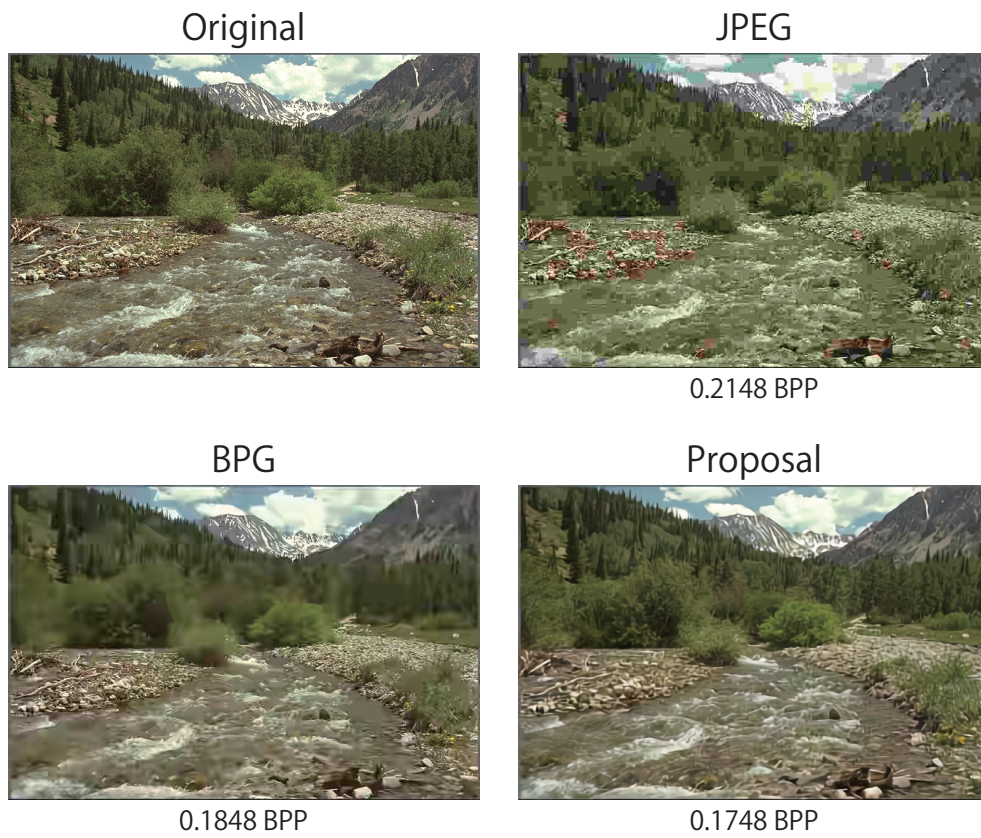 Original
JPEG
0.2148 BPP
BPG
Proposal
0.1848 BPP
0.1748 BPP